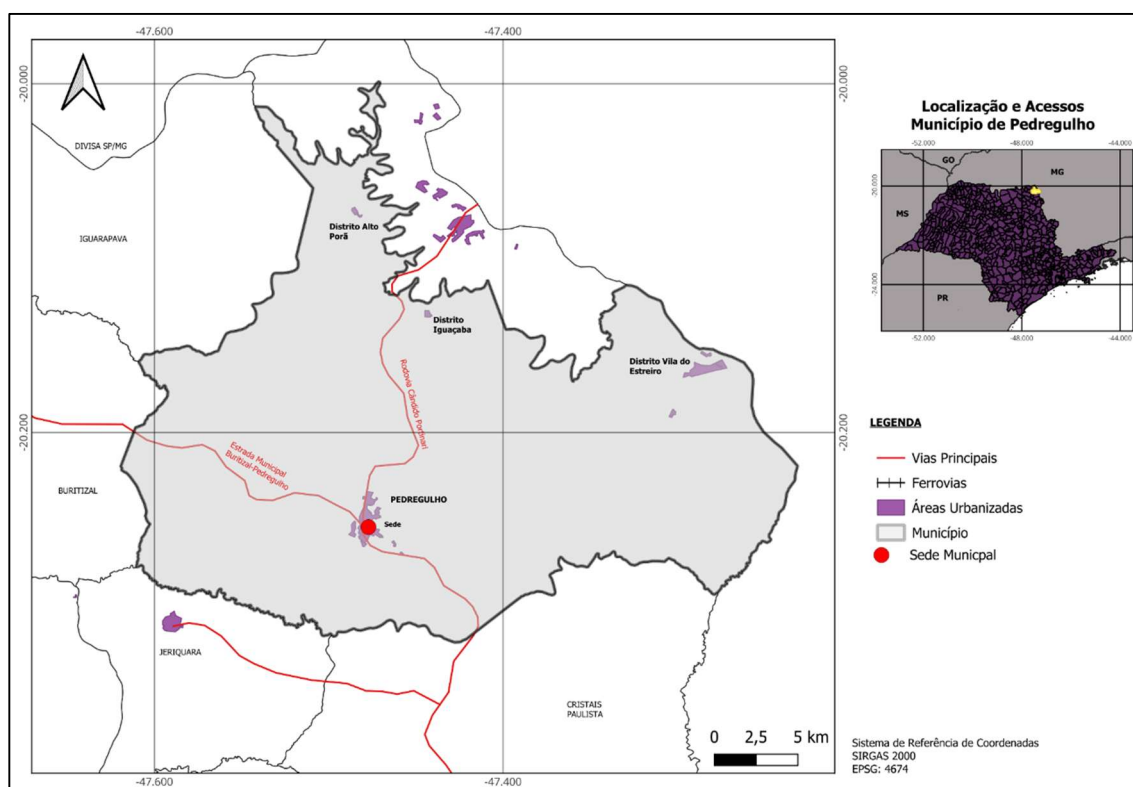 -47.600
-47.400
-20.000
DIVISA SP/MG
IGUARAPAVA
Distrito Alto
Porã
Distrito
Iguaçaba
Distrito Vila do
Estreiro
Rodovia Cândido Portinari
-20.200
Estrada Municipal
Buritizal-Pedregulho
BURITIZAL
PEDREGULHO
Sede
JERIQUARA
CRISTAIS
PAULISTA
0 2,5 5 km
-47.600
-47.400
Localização e Acessos
Município de Pedregulho
-52.000
-48.000
-44.000
GO
MG
MS
PR
-20.000
-24.000
-52.000
-48.000
-44.000
LEGENDA
Vias Principais
Ferrovias
Áreas Urbanizadas
Município
Sede Municpal
Sistema de Referência de Coordenadas
SIRGAS 2000
EPSG: 4674